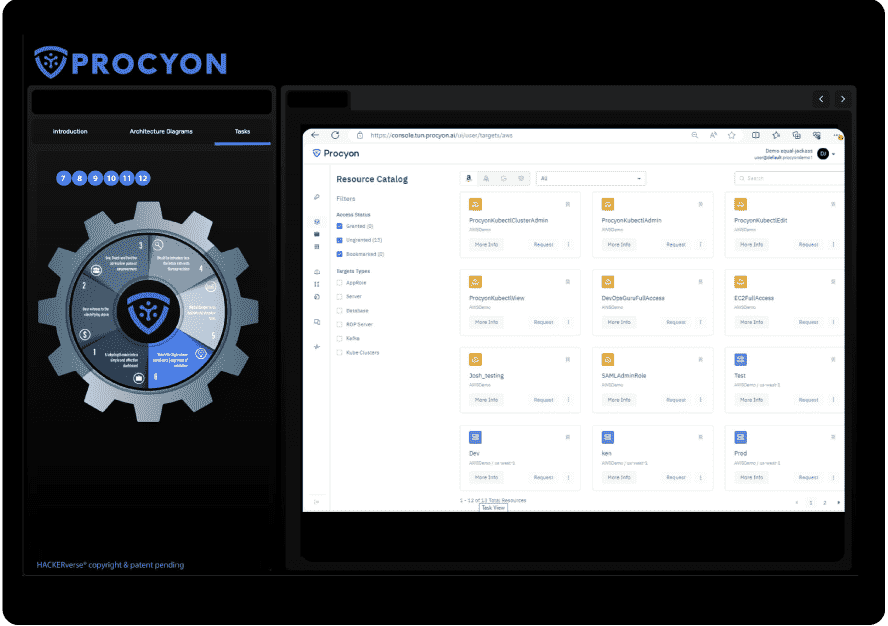 PROCYON
Introduction
Architecture Diagrams
Tasks
7 8 9 10 11 12
3
4
2
5
1
6
HACKERverse® copyright & patent pending
https://console.tun.procyon.ai/ui/user/targets/aws
Procyon
Demo equal-jackass
DJ
Resource Catalog
All
Search
Filters
Access Status
Granted (0)
Ungranted (13)
Bookmarked (0)
Targets Types
AppRole
Server
Database
RDP Server
Kafka
Kube Clusters
ProcyonKubectlClusterAdmin
AWSDemo
More Info Request
ProcyonKubectlAdmin
AWSDemo
More Info Request
ProcyonKubectlEdit
AWSDemo
More Info Request
ProcyonKubectlView
AWSDemo
More Info Request
DevOpsGuruFullAccess
AWSDemo
More Info Request
EC2FullAccess
AWSDemo
More Info Request
Josh_testing
AWSDemo
More Info Request
SAMLAdminRole
AWSDemo
More Info Request
Test
AWSDemo | us-west-1
More Info Request
Dev
AWSDemo | us-west-1
More Info Request
ken
AWSDemo | us-west-1
More Info Request
Prod
AWSDemo | us-west-1
More Info Request
1 - 12 of 13 Total Resources
1 2
Task View